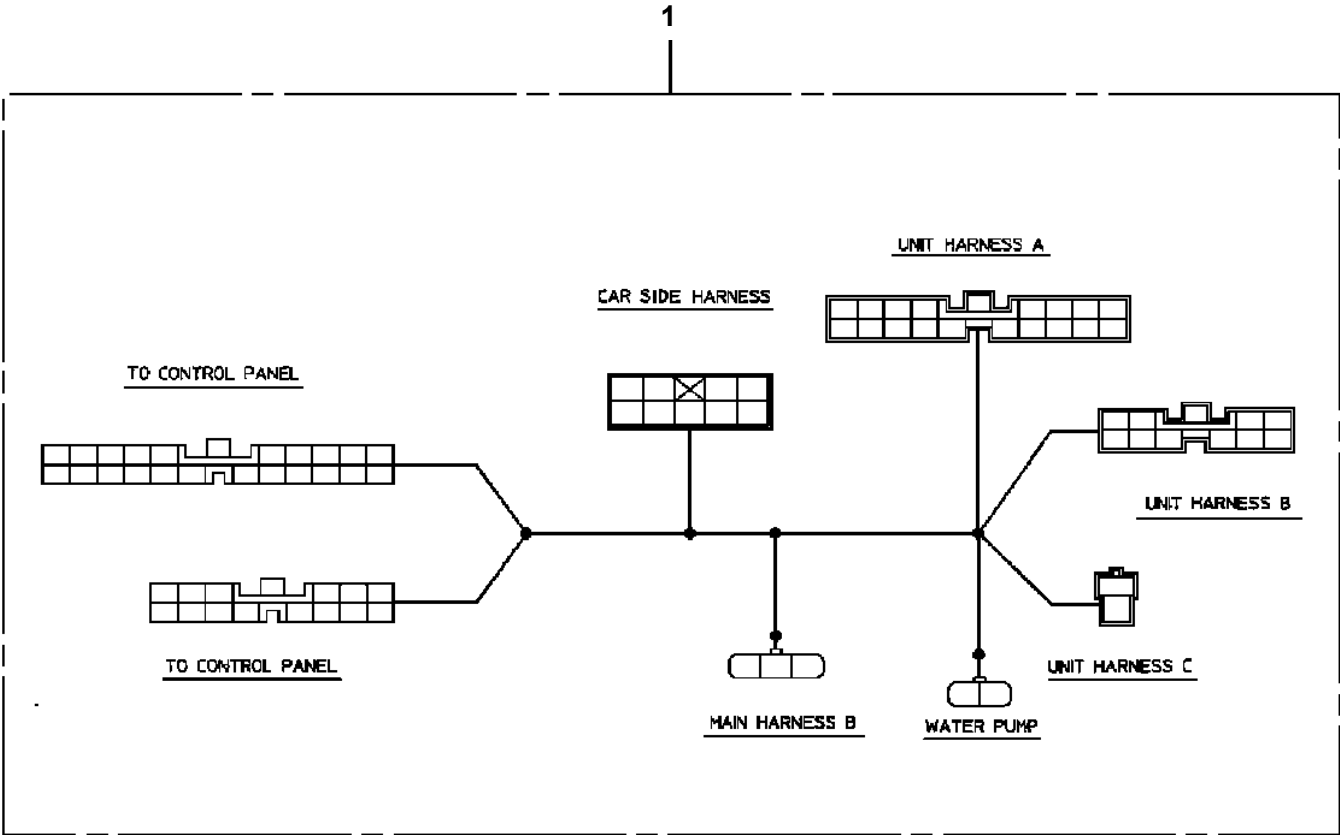 1
UNIT HARNESS A
CAR SIDE HARNESS
TO CONTROL PANEL
UNIT HARNESS B
TO CONTROL PANEL
UNIT HARNESS C
MAIN HARNESS B
WATER PUMP